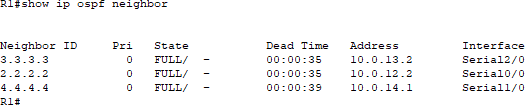 R1#show ip ospf neighbor
Neighbor ID     Pri   State           Dead Time   Address         Interface
3.3.3.3           0   FULL/  -        00:00:35    10.0.13.2       Serial2/0
2.2.2.2           0   FULL/  -        00:00:35    10.0.12.2       Serial0/0
4.4.4.4           0   FULL/  -        00:00:39    10.0.14.1       Serial1/0
R1#